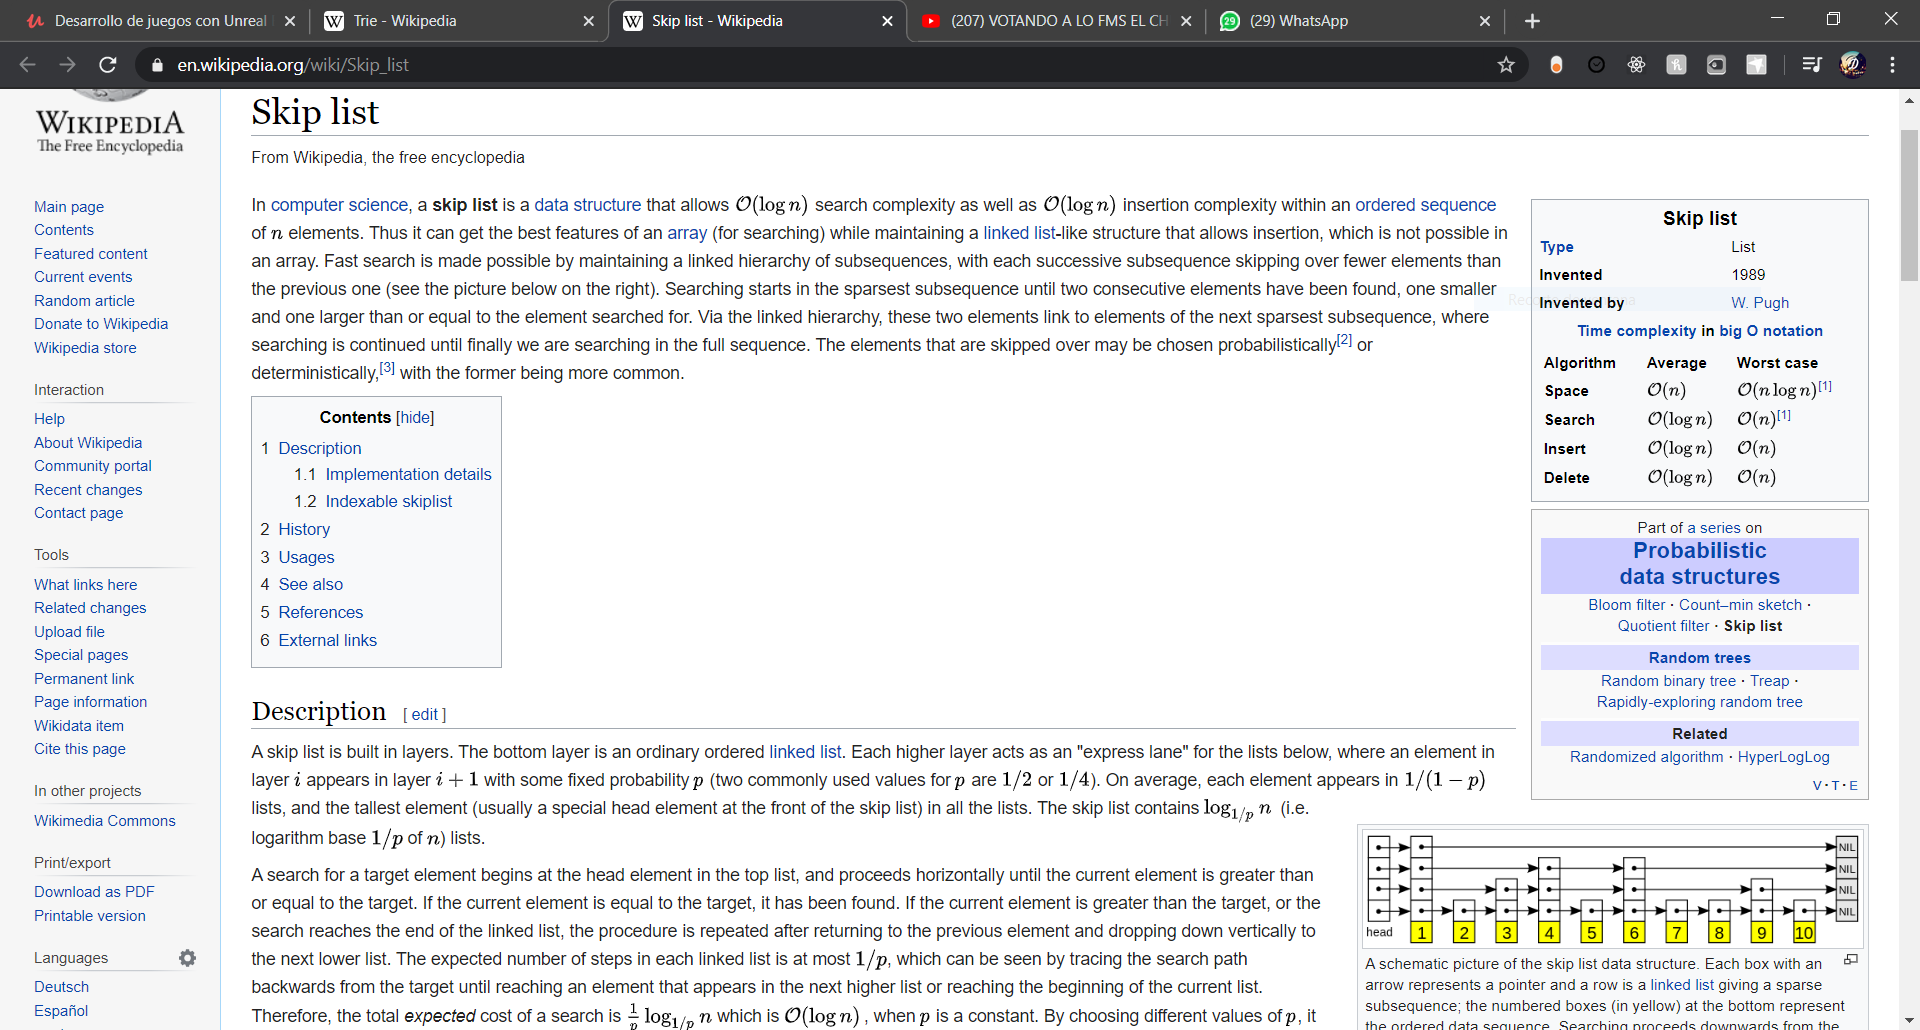 Desarrollo de juegos con Unreal
Trie - Wikipedia
Skip list - Wikipedia
(207) VOTANDO A LO FMS EL CH
29
(29) WhatsApp
en.wikipedia.org/wiki/Skip_list
WIKIPEDIA
The Free Encyclopedia
Main page
Contents
Featured content
Current events
Random article
Donate to Wikipedia
Wikipedia store
Interaction
Help
About Wikipedia
Community portal
Recent changes
Contact page
Tools
What links here
Related changes
Upload file
Special pages
Permanent link
Page information
Wikidata item
Cite this page
In other projects
Wikimedia Commons
Print/export
Download as PDF
Printable version
Languages
Deutsch
Español
Skip list
From Wikipedia, the free encyclopedia
In computer science, a skip list is a data structure that allows O(log n) search complexity as well as O(log n) insertion complexity within an ordered sequence
of n elements. Thus it can get the best features of an array (for searching) while maintaining a linked list-like structure that allows insertion, which is not possible in
an array. Fast search is made possible by maintaining a linked hierarchy of subsequences, with each successive subsequence skipping over fewer elements than
the previous one (see the picture below on the right). Searching starts in the sparsest subsequence until two consecutive elements have been found, one smaller
and one larger than or equal to the element searched for. Via the linked hierarchy, these two elements link to elements of the next sparsest subsequence, where
searching is continued until finally we are searching in the full sequence. The elements that are skipped over may be chosen probabilistically[2] or
deterministically,[3] with the former being more common.
Contents [hide]
1 Description
1.1 Implementation details
1.2 Indexable skiplist
2 History
3 Usages
4 See also
5 References
6 External links
Description [ edit ]
A skip list is built in layers. The bottom layer is an ordinary ordered linked list. Each higher layer acts as an "express lane" for the lists below, where an element in
layer i appears in layer i + 1 with some fixed probability p (two commonly used values for p are 1/2 or 1/4). On average, each element appears in 1/(1 − p)
lists, and the tallest element (usually a special head element at the front of the skip list) in all the lists. The skip list contains log1/p n (i.e.
logarithm base 1/p of n) lists.
A search for a target element begins at the head element in the top list, and proceeds horizontally until the current element is greater than
or equal to the target. If the current element is equal to the target, it has been found. If the current element is greater than the target, or the
search reaches the end of the linked list, the procedure is repeated after returning to the previous element and dropping down vertically to
the next lower list. The expected number of steps in each linked list is at most 1/p, which can be seen by tracing the search path
backwards from the target until reaching an element that appears in the next higher list or reaching the beginning of the current list.
Therefore, the total expected cost of a search is 1/p log1/p n which is O(log n) , when p is a constant. By choosing different values of p, it
Skip list
Type List
Invented 1989
Invented by W. Pugh
Time complexity in big O notation
Algorithm Average Worst case
Space O(n) O(n log n)[1]
Search O(log n) O(n)[1]
Insert O(log n) O(n)
Delete O(log n) O(n)
Part of a series on
Probabilistic
data structures
Bloom filter · Count–min sketch ·
Quotient filter · Skip list
Random trees
Random binary tree · Treap ·
Rapidly-exploring random tree
Related
Randomized algorithm · HyperLogLog
V · T · E
NIL
NIL
NIL
NIL
head 1 2 3 4 5 6 7 8 9 10
A schematic picture of the skip list data structure. Each box with an
arrow represents a pointer and a row is a linked list giving a sparse
subsequence; the numbered boxes (in yellow) at the bottom represent
the ordered data sequence. Searching proceeds downwards from the